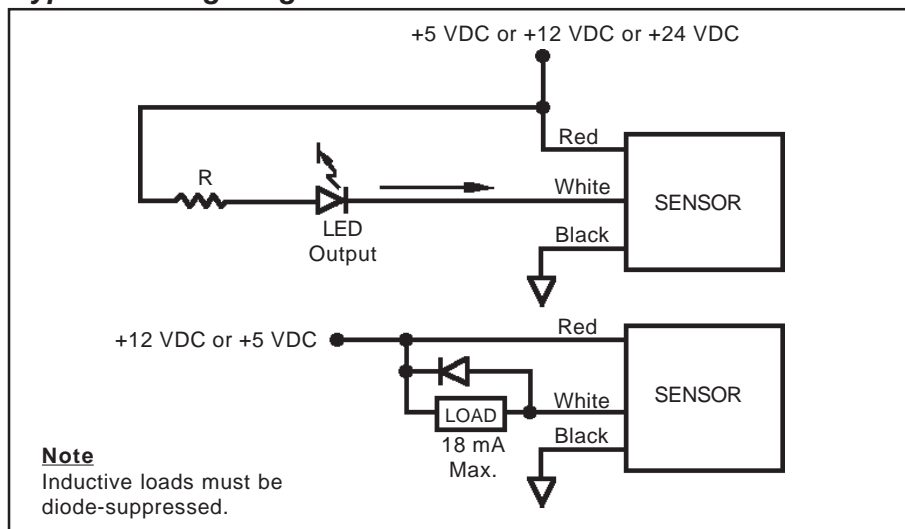 +5 VDC or +12 VDC or +24 VDC
Red
R
White
SENSOR
LED
Output
Black
+12 VDC or +5 VDC
Red
LOAD
White
SENSOR
18 mA
Max.
Black
Note
Inductive loads must be
diode-suppressed.